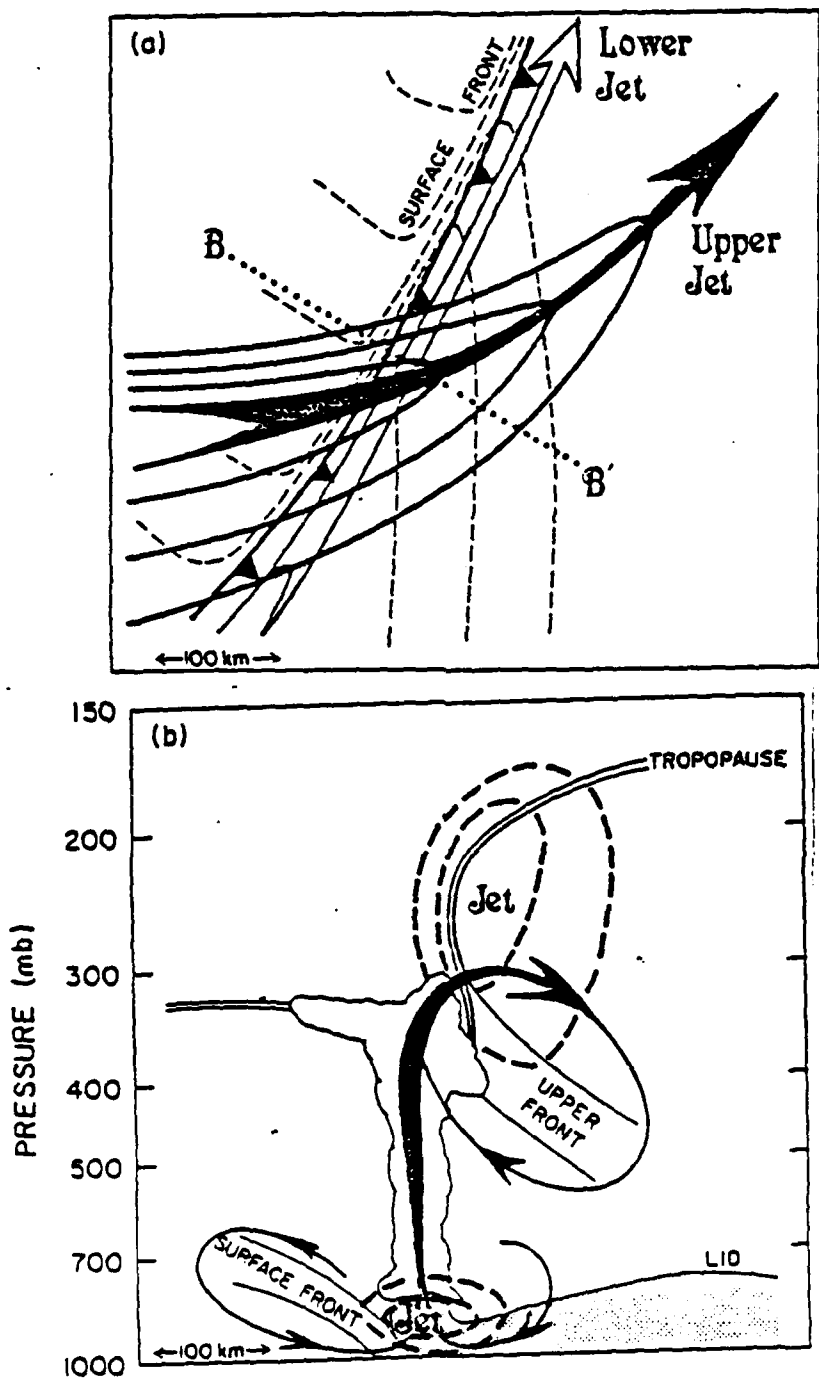 (a)
Lower
Jet
SURFACE FRONT
B
Upper
Jet
B'
←100 km→
(b)
150
200
300
400
500
700
1000
PRESSURE (mb)
TROPOPAUSE
Jet
UPPER
FRONT
SURFACE FRONT
LID
Jet
←100 km→